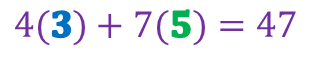 4(3) + 7(5) = 47